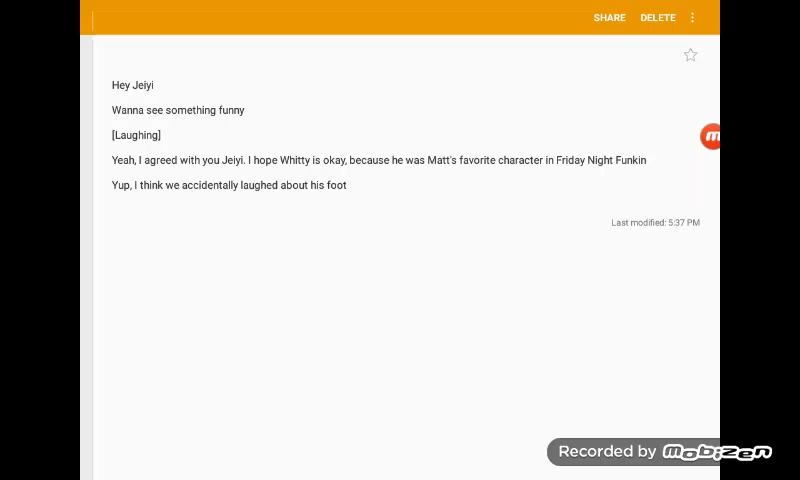 SHARE DELETE
Hey Jeiyi
Wanna see something funny
[Laughing]
Yeah, I agreed with you Jeiyi. I hope Whitty is okay, because he was Matt's favorite character in Friday Night Funkin
Yup, I think we accidentally laughed about his foot
Last modified: 5:37 PM
Recorded by mobizen